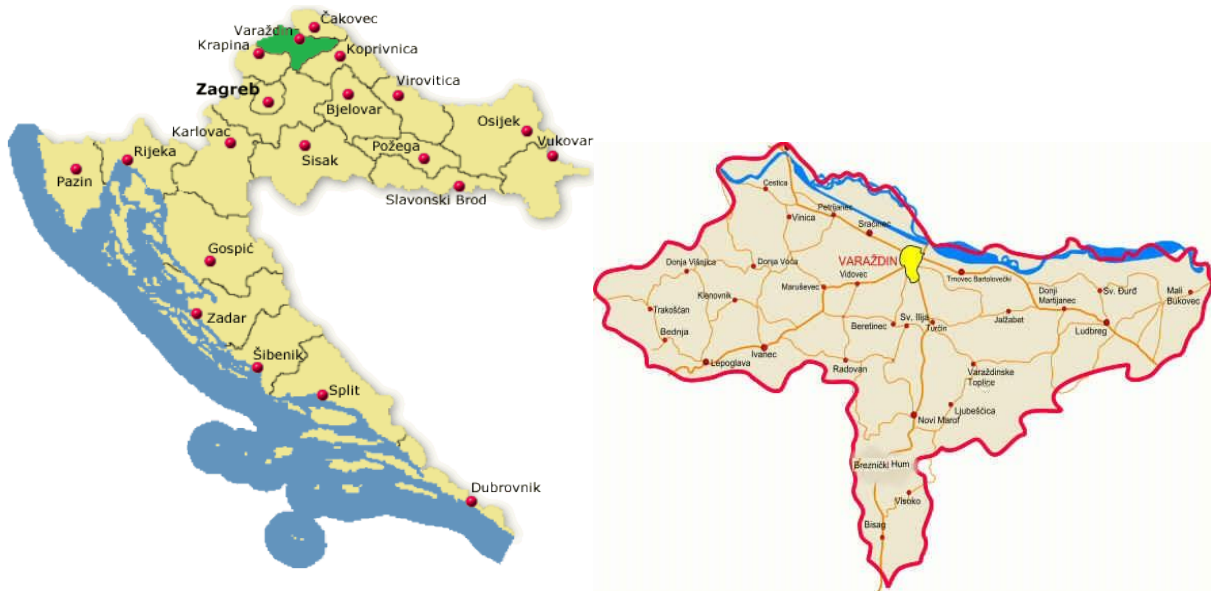 Čakovec
Varaždin
Krapina
Koprivnica
Zagreb
Virovitica
Bjelovar
Osijek
Karlovac
Vukovar
Rijeka
Sisak
Požega
Pazin
Slavonski Brod
Gospić
Zadar
Šibenik
Split
Dubrovnik
Cestica
Vinica
Petrijanec
Sračinec
VARAŽDIN
Donja Višnjica
Donja Voća
Vidovec
Trnovec Bartolovečki
Maruševec
Klenovnik
Donji
Martijanec
Sv. Đurđ
Mali
Bukovec
Trakošćan
Beretinec
Sv. Ilija
Turčin
Jalžabet
Ludbreg
Bednja
Ivanec
Lepoglava
Radovan
Varaždinske
Toplice
Ljubešćica
Novi Marof
Breznički Hum
Visoko
Bisag